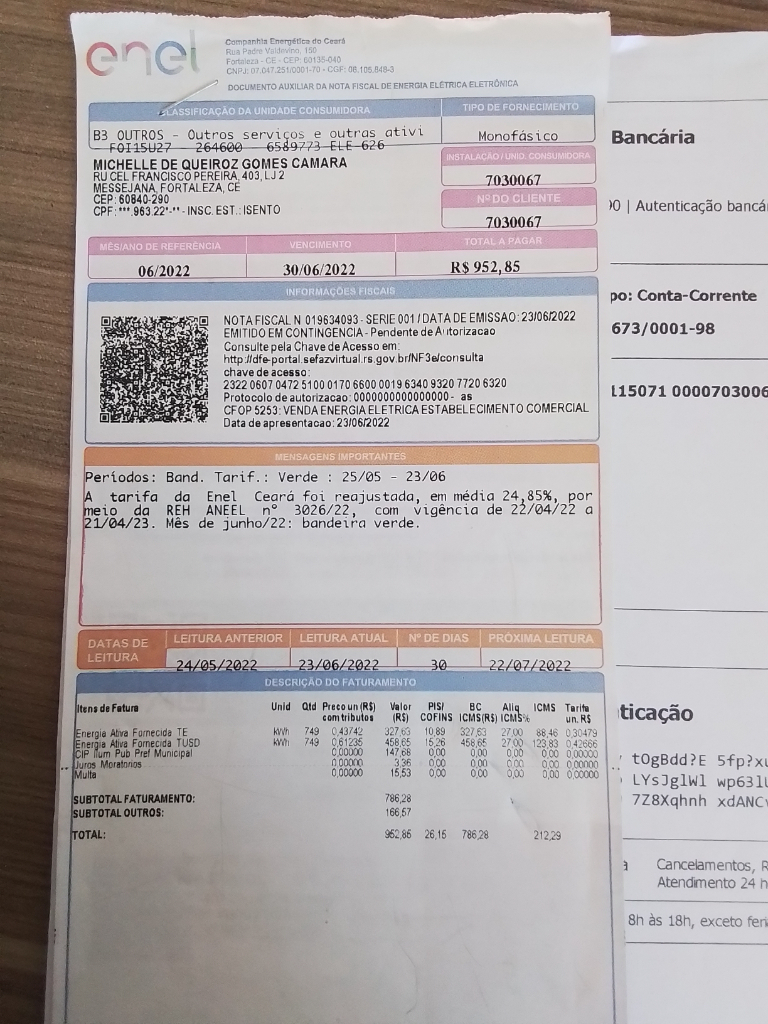 enel
Companhia Energética do Ceará
Rua Padre Valdevino, 150
Fortaleza - CE - CEP: 60135-040
CNPJ: 07.047.251/0001-70 - CGF: 06.105.848-3
DOCUMENTO AUXILIAR DA NOTA FISCAL DE ENERGIA ELÉTRICA ELETRÔNICA
CLASSIFICAÇÃO DA UNIDADE CONSUMIDORA
TIPO DE FORNECIMENTO
B3 OUTROS - Outros serviços e outras ativi
- FOI15U27 - 264600 - 6589773 ELE-626
Monofásico
MICHELLE DE QUEIROZ GOMES CAMARA
RU CEL FRANCISCO PEREIRA, 403, LJ 2
MESSEJANA, FORTALEZA, CE
CEP: 60840-290
CPF: ***.963.22*-** - INSC. EST.: ISENTO
INSTALAÇÃO / UNID. CONSUMIDORA
7030067
Nº DO CLIENTE
7030067
MÊS/ANO DE REFERÊNCIA VENCIMENTO TOTAL A PAGAR
06/2022 30/06/2022 R$ 952,85
INFORMAÇÕES FISCAIS
NOTA FISCAL N 019634093 - SERIE 001 / DATA DE EMISSAO: 23/06/2022
EMITIDO EM CONTINGENCIA - Pendente de Autorizacao
Consulte pela Chave de Acesso em:
http://dfe-portal.sefazvirtual.rs.gov.br/NF3e/consulta
chave de acesso:
2322 0607 0472 5100 0170 6600 0019 6340 9320 7720 6320
Protocolo de autorizacao: 0000000000000000 - as
CFOP 5253: VENDA ENERGIA ELETRICA ESTABELECIMENTO COMERCIAL
Data de apresentacao: 23/06/2022
MENSAGENS IMPORTANTES
Períodos: Band. Tarif.: Verde : 25/05 - 23/06
A tarifa da Enel Ceará foi reajustada, em média 24,85%, por
meio da REH ANEEL nº 3026/22, com vigência de 22/04/22 a
21/04/23. Mês de junho/22: bandeira verde.
DATAS DE LEITURA
LEITURA ANTERIOR LEITURA ATUAL Nº DE DIAS PRÓXIMA LEITURA
24/05/2022 23/06/2022 30 22/07/2022
DESCRIÇÃO DO FATURAMENTO
Itens de Fatura Unid Qtd Preco un (R$) com tributos Valor (R$) PIS/ COFINS BC ICMS(R$) Aliq ICMS% ICMS Tarifa un. R$
Energia Ativa Fornecida TE kWh 749 0,43742 327,63 10,89 327,63 27,00 88,46 0,30479
Energia Ativa Fornecida TUSD kWh 749 0,61235 458,65 15,26 458,65 27,00 123,83 0,42666
CIP Ilum Pub Pref Municipal 0,00000 147,68 0,00 0,00 0,00 0,00 0,00000
Juros Moratorios 0,00000 3,36 0,00 0,00 0,00 0,00 0,00000
Multa 0,00000 15,53 0,00 0,00 0,00 0,00 0,00000
SUBTOTAL FATURAMENTO: 786,28
SUBTOTAL OUTROS: 166,57
TOTAL: 952,85 26,15 786,28 212,29
Bancária
90 | Autenticação bancár
po: Conta-Corrente
673/0001-98
115071 0000703006
ticação
tOgBdd?E 5fp?xu
LYsJglWl wp631U
7Z8Xqhnh xdANCv
Cancelamentos, R
Atendimento 24 h
8h às 18h, exceto feri